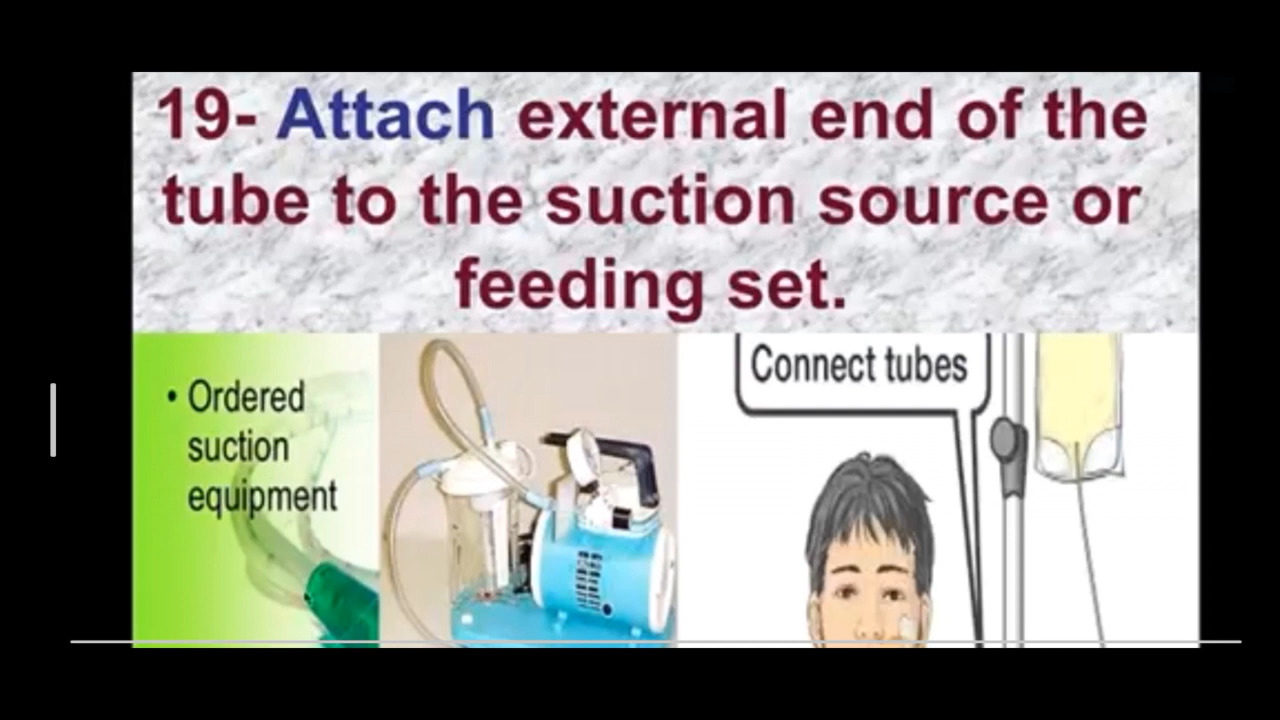 19- Attach external end of the
tube to the suction source or
feeding set.
• Ordered
suction
equipment
Connect tubes